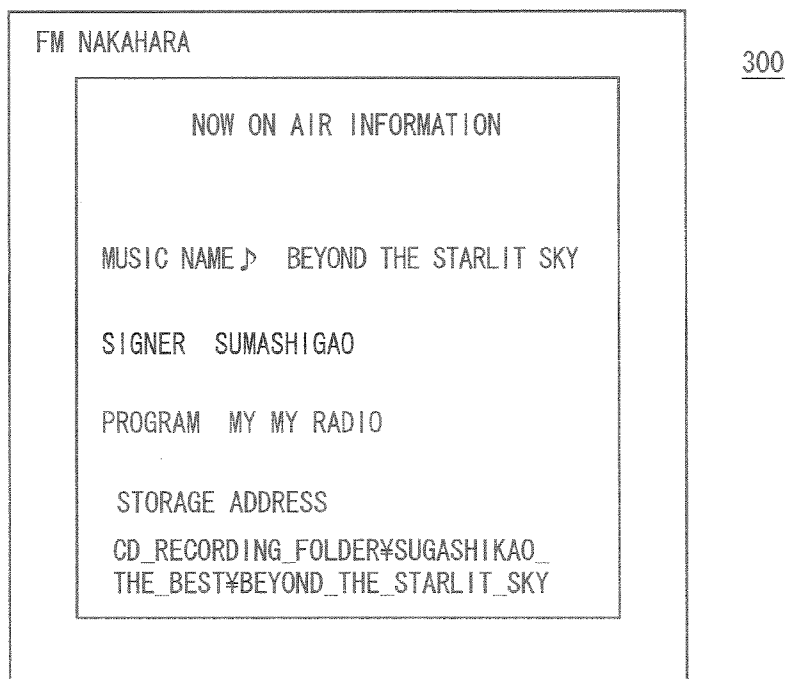 FM NAKAHARA
300
NOW ON AIR INFORMATION
MUSIC NAME♪ BEYOND THE STARLIT SKY
SIGNER SUMASHIGAO
PROGRAM MY MY RADIO
STORAGE ADDRESS
CD_RECORDING_FOLDER¥SUGASHIKAO_
THE_BEST¥BEYOND_THE_STARLIT_SKY